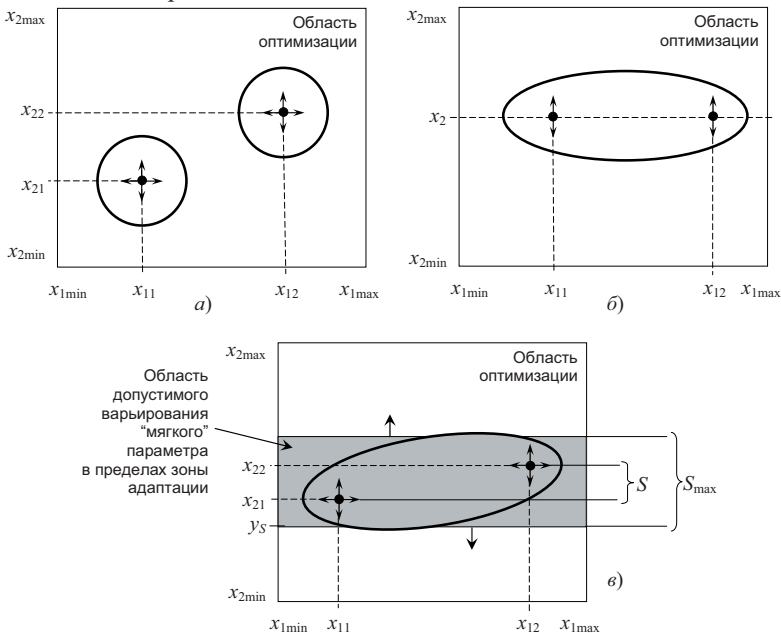 x2max
Область
оптимизации
x22
x21
x2min
x1min x11 x12 x1max
а)
x2max
Область
оптимизации
x2
x2min
x1min x11 x12 x1max
б)
x2max
Область
оптимизации
Область
допустимого
варьирования
“мягкого”
параметра
в пределах зоны
адаптации
x22
x21
yS
x2min
S
Smax
в)
x1min x11 x12 x1max